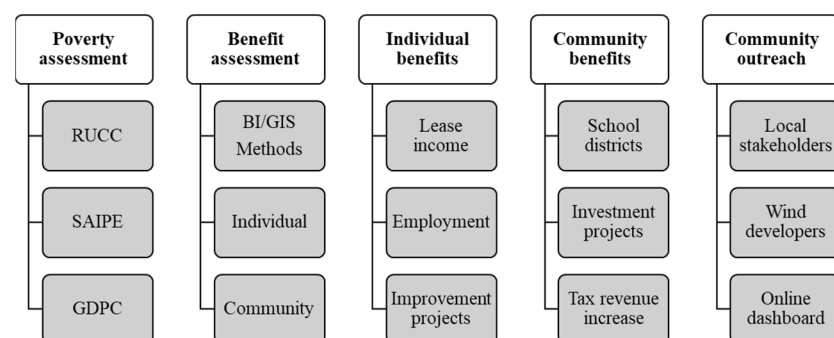 Poverty
assessment
RUCC
SAIPE
GDPC
Benefit
assessment
BI/GIS
Methods
Individual
Community
Individual
benefits
Lease
income
Employment
Improvement
projects
Community
benefits
School
districts
Investment
projects
Tax revenue
increase
Community
outreach
Local
stakeholders
Wind
developers
Online
dashboard